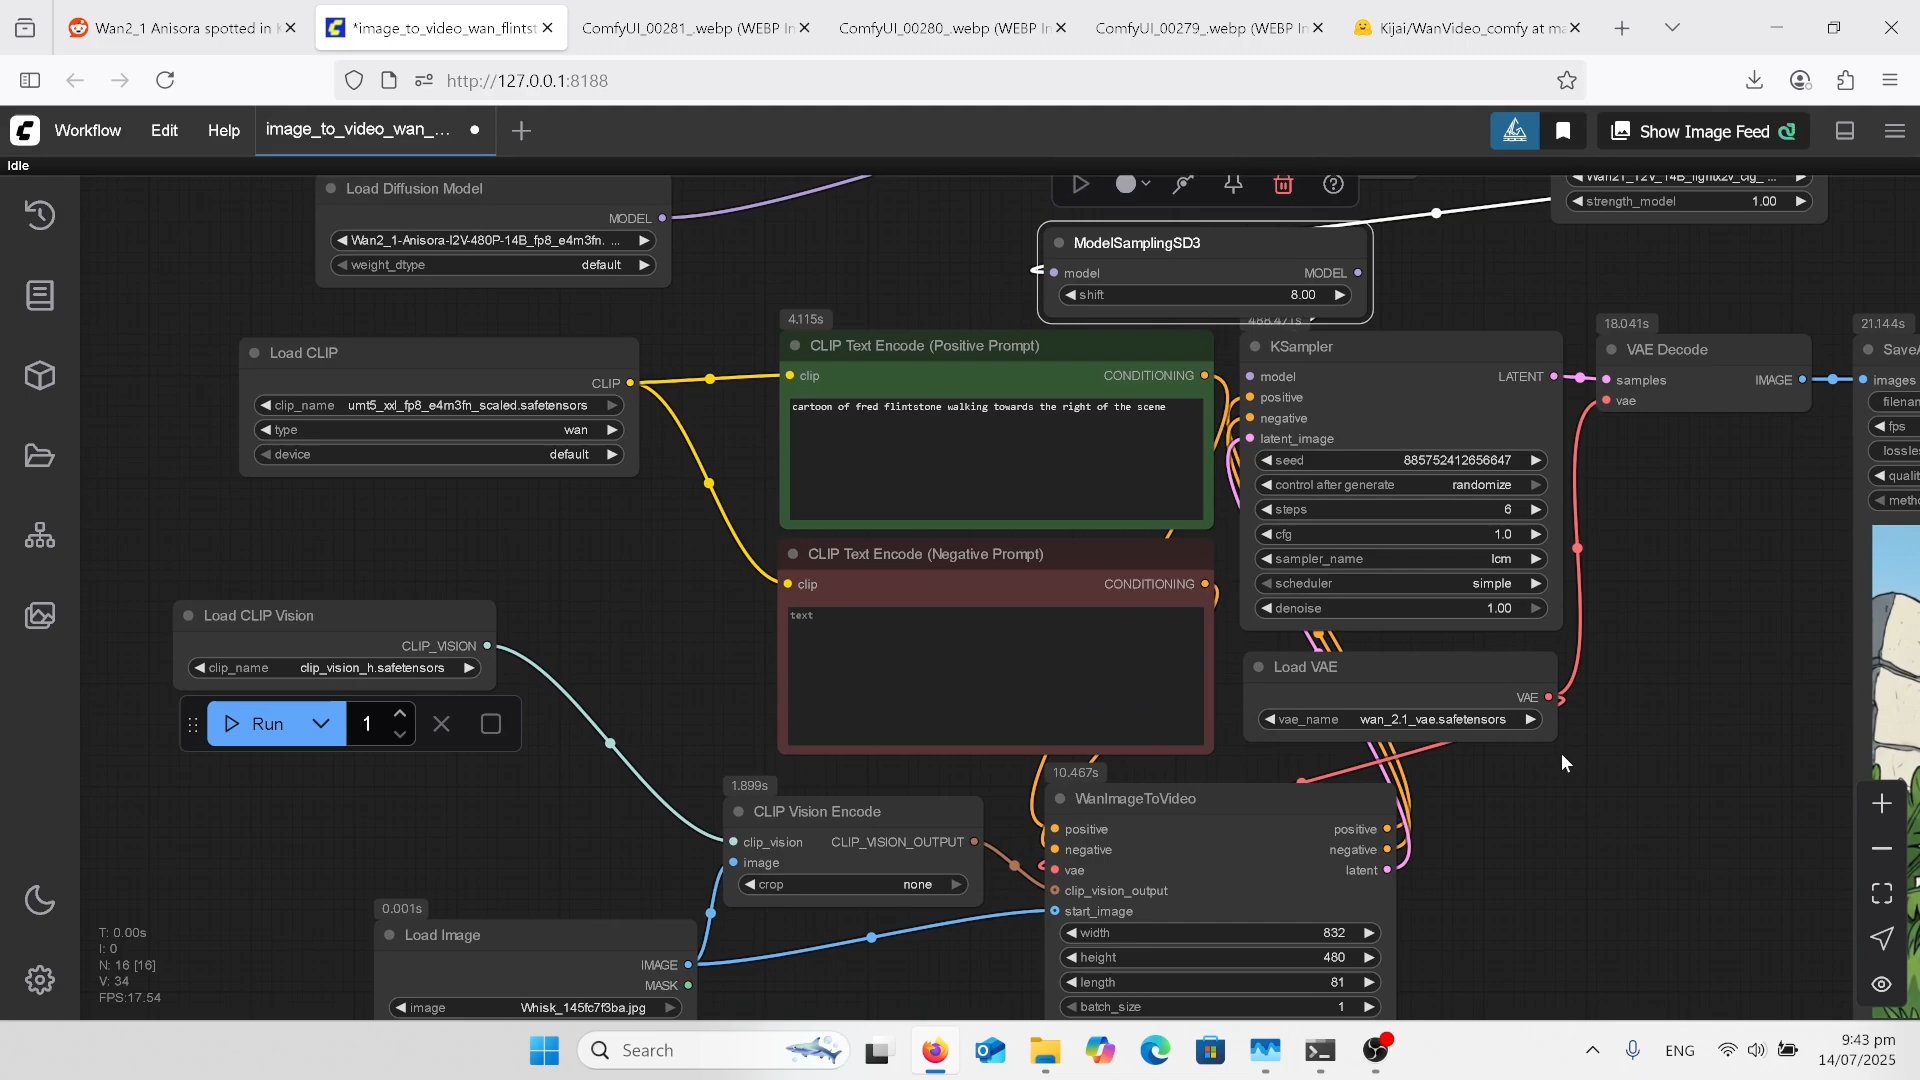 Wan2_1 Anisora spotted in K
*image_to_video_wan_flintst
ComfyUI_00281_.webp (WEBP In
ComfyUI_00280_.webp (WEBP In
ComfyUI_00279_.webp (WEBP In
Kijai/WanVideo_comfy at ma
http://127.0.0.1:8188
Workflow
Edit
Help
image_to_video_wan_...
Show Image Feed
Idle
Load Diffusion Model
MODEL
Wan2_1-Anisora-I2V-480P-14B_fp8_e4m3fn. ...
weight_dtype default
strength_model 1.00
ModelSamplingSD3
model MODEL
shift 8.00
Load CLIP
CLIP
clip_name umt5_xxl_fp8_e4m3fn_scaled.safetensors
type wan
device default
4.115s
CLIP Text Encode (Positive Prompt)
clip CONDITIONING
cartoon of fred flintstone walking towards the right of the scene
CLIP Text Encode (Negative Prompt)
clip CONDITIONING
text
488.471s
KSampler
model LATENT
positive
negative
latent_image
seed 885752412656647
control after generate randomize
steps 6
cfg 1.0
sampler_name lcm
scheduler simple
denoise 1.00
18.041s
VAE Decode
samples IMAGE
vae
21.144s
SaveA
images
filenan
fps
lossles
qualit
metho
Load CLIP Vision
CLIP_VISION
clip_name clip_vision_h.safetensors
Run 1
Load VAE
VAE
vae_name wan_2.1_vae.safetensors
1.899s
CLIP Vision Encode
clip_vision CLIP_VISION_OUTPUT
image
crop none
10.467s
WanImageToVideo
positive positive
negative negative
vae latent
clip_vision_output
start_image
width 832
height 480
length 81
batch_size 1
0.001s
Load Image
IMAGE
MASK
image Whisk_145fc7f3ba.jpg
T: 0.00s
I: 0
N: 16 [16]
V: 34
FPS:17.54
Search
ENG
9:43 pm
14/07/2025